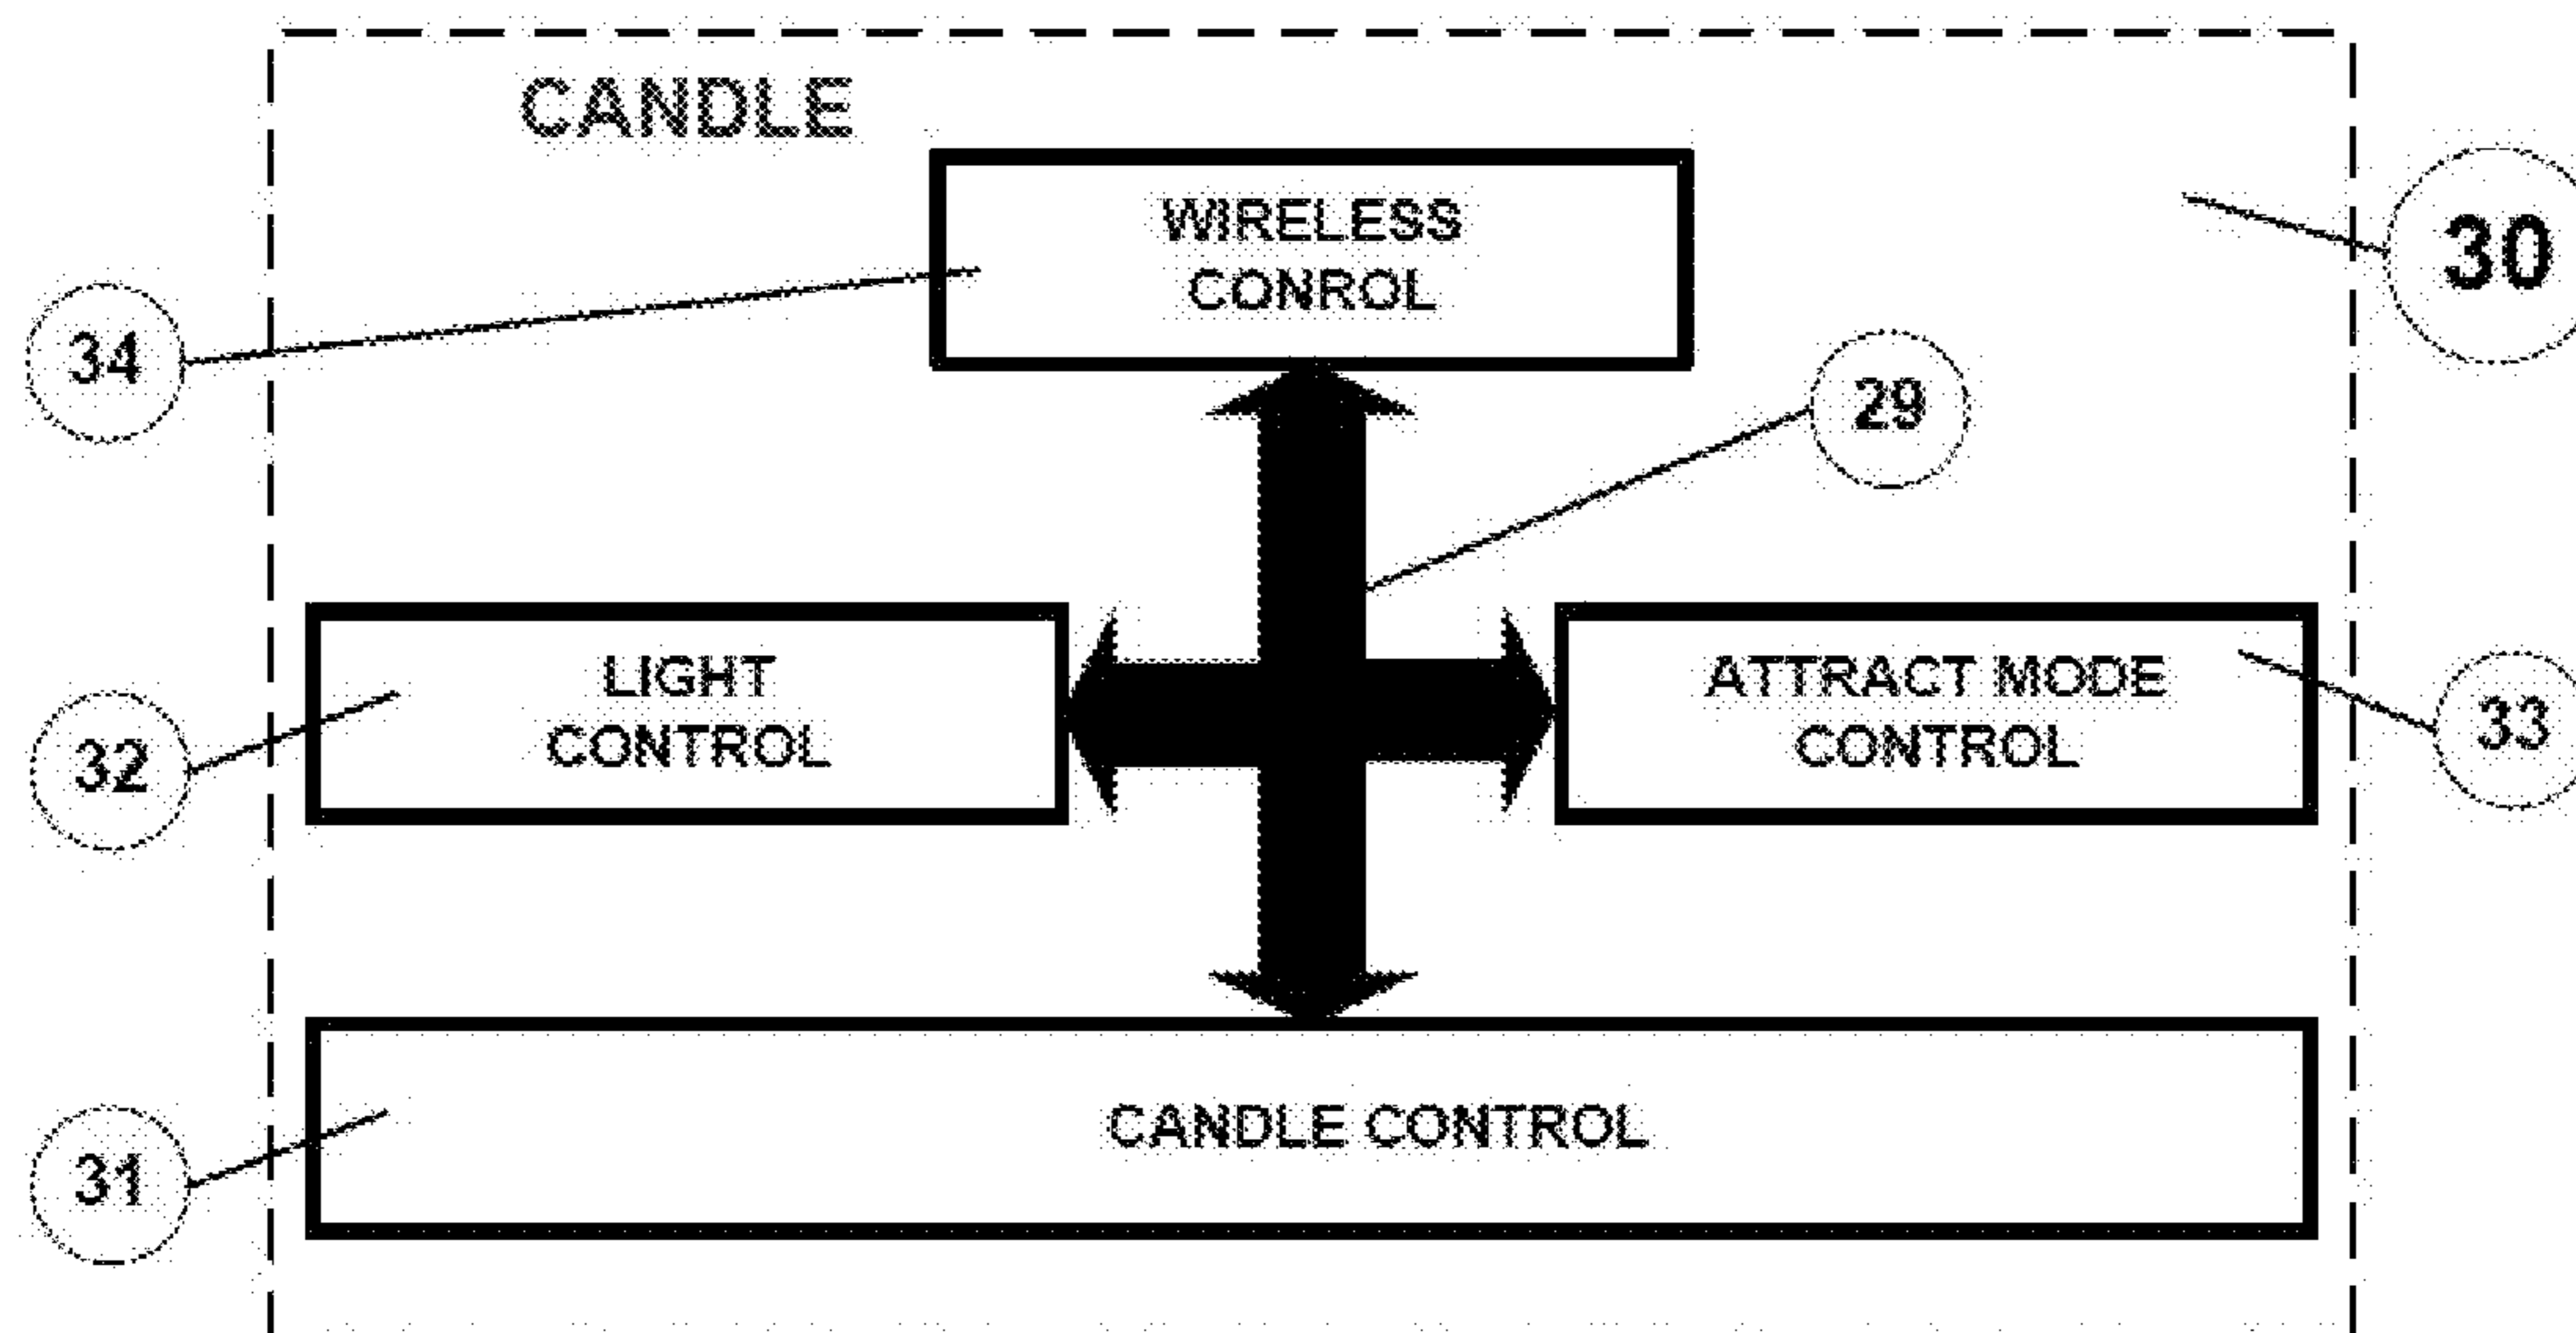 CANDLE
WIRELESS
CONROL
30
34
29
LIGHT
CONTROL
ATTRACT MODE
CONTROL
32
33
CANDLE CONTROL
31